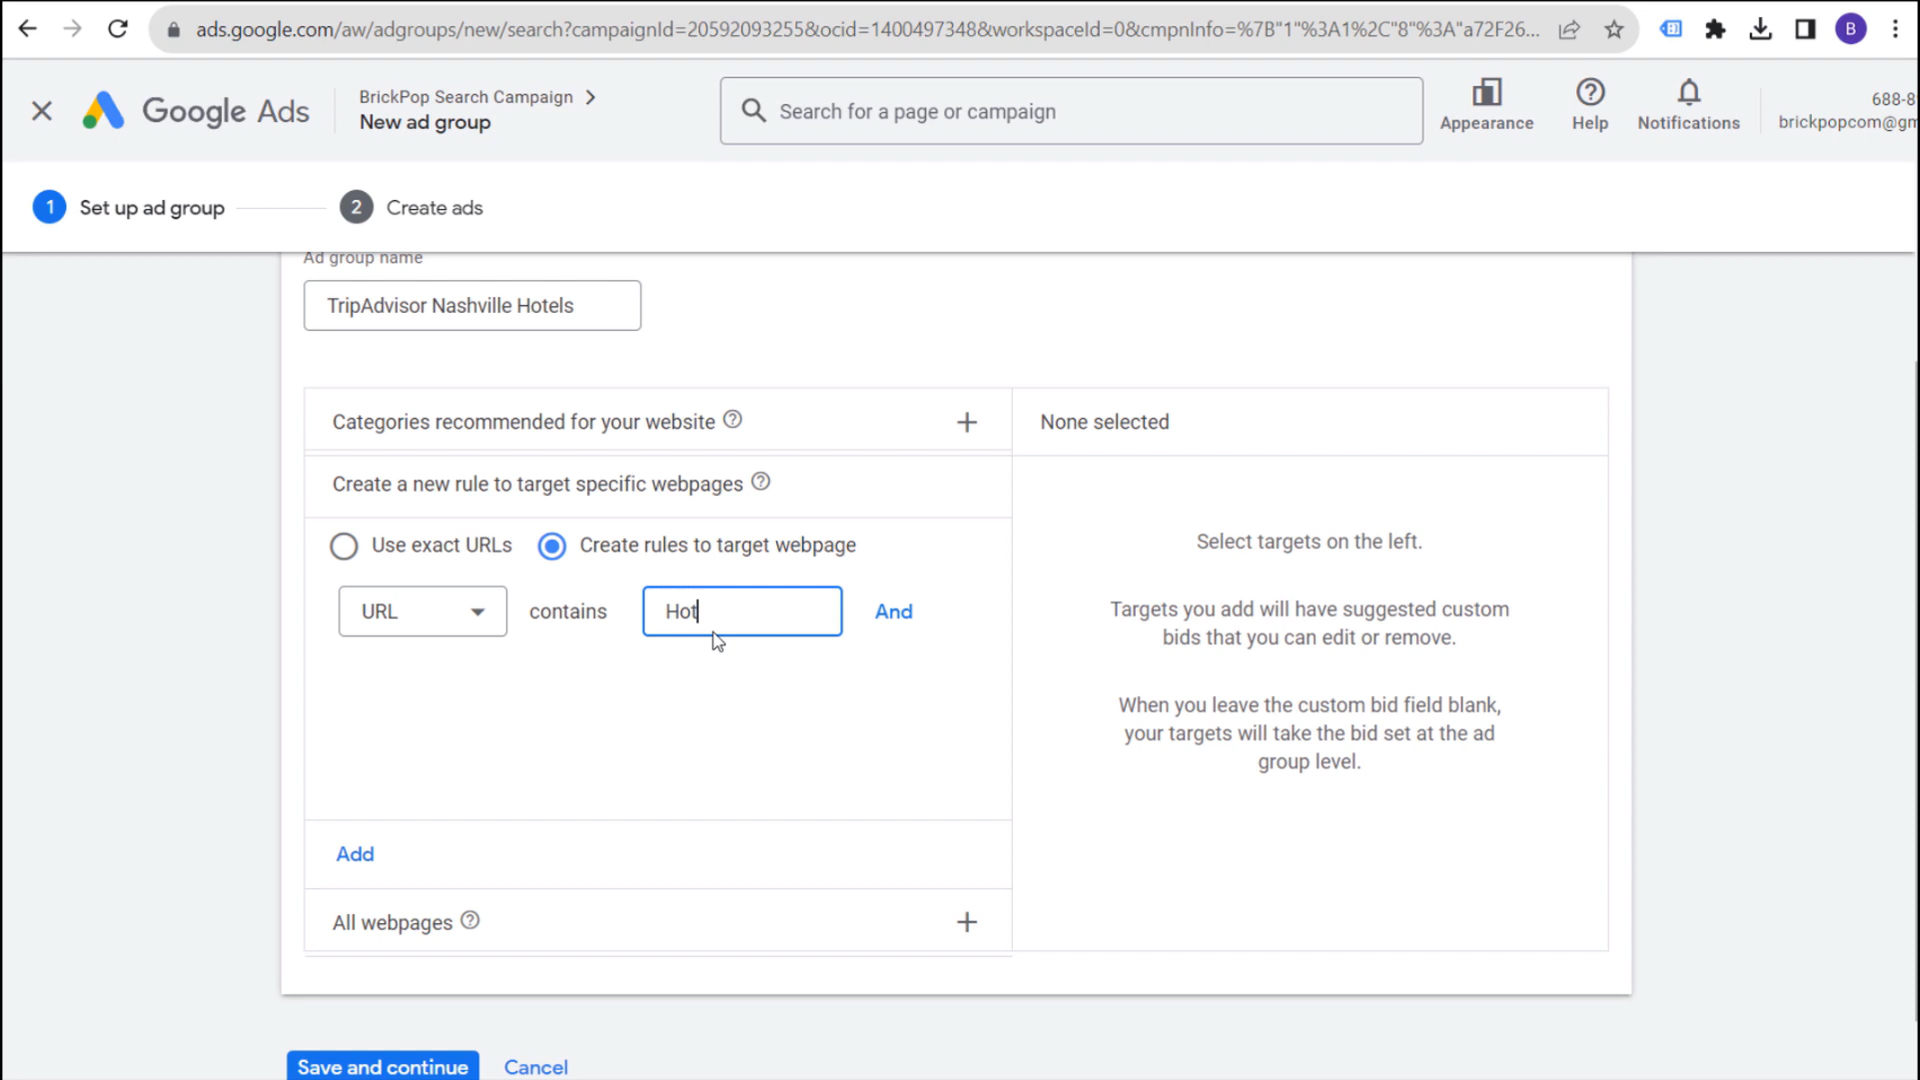 ads.google.com/aw/adgroups/new/search?campaignId=20592093255&ocid=1400497348&workspaceId=0&cmpnInfo=%7B"1"%3A1%2C"8"%3A"a72F26...
B
Google Ads
BrickPop Search Campaign
New ad group
Search for a page or campaign
Appearance
Help
Notifications
688-8
brickpopcom@gm
1 Set up ad group
2 Create ads
Ad group name
TripAdvisor Nashville Hotels
Categories recommended for your website
None selected
Create a new rule to target specific webpages
Use exact URLs
Create rules to target webpage
URL
contains
Hot
And
Select targets on the left.
Targets you add will have suggested custom
bids that you can edit or remove.
When you leave the custom bid field blank,
your targets will take the bid set at the ad
group level.
Add
All webpages
Save and continue
Cancel